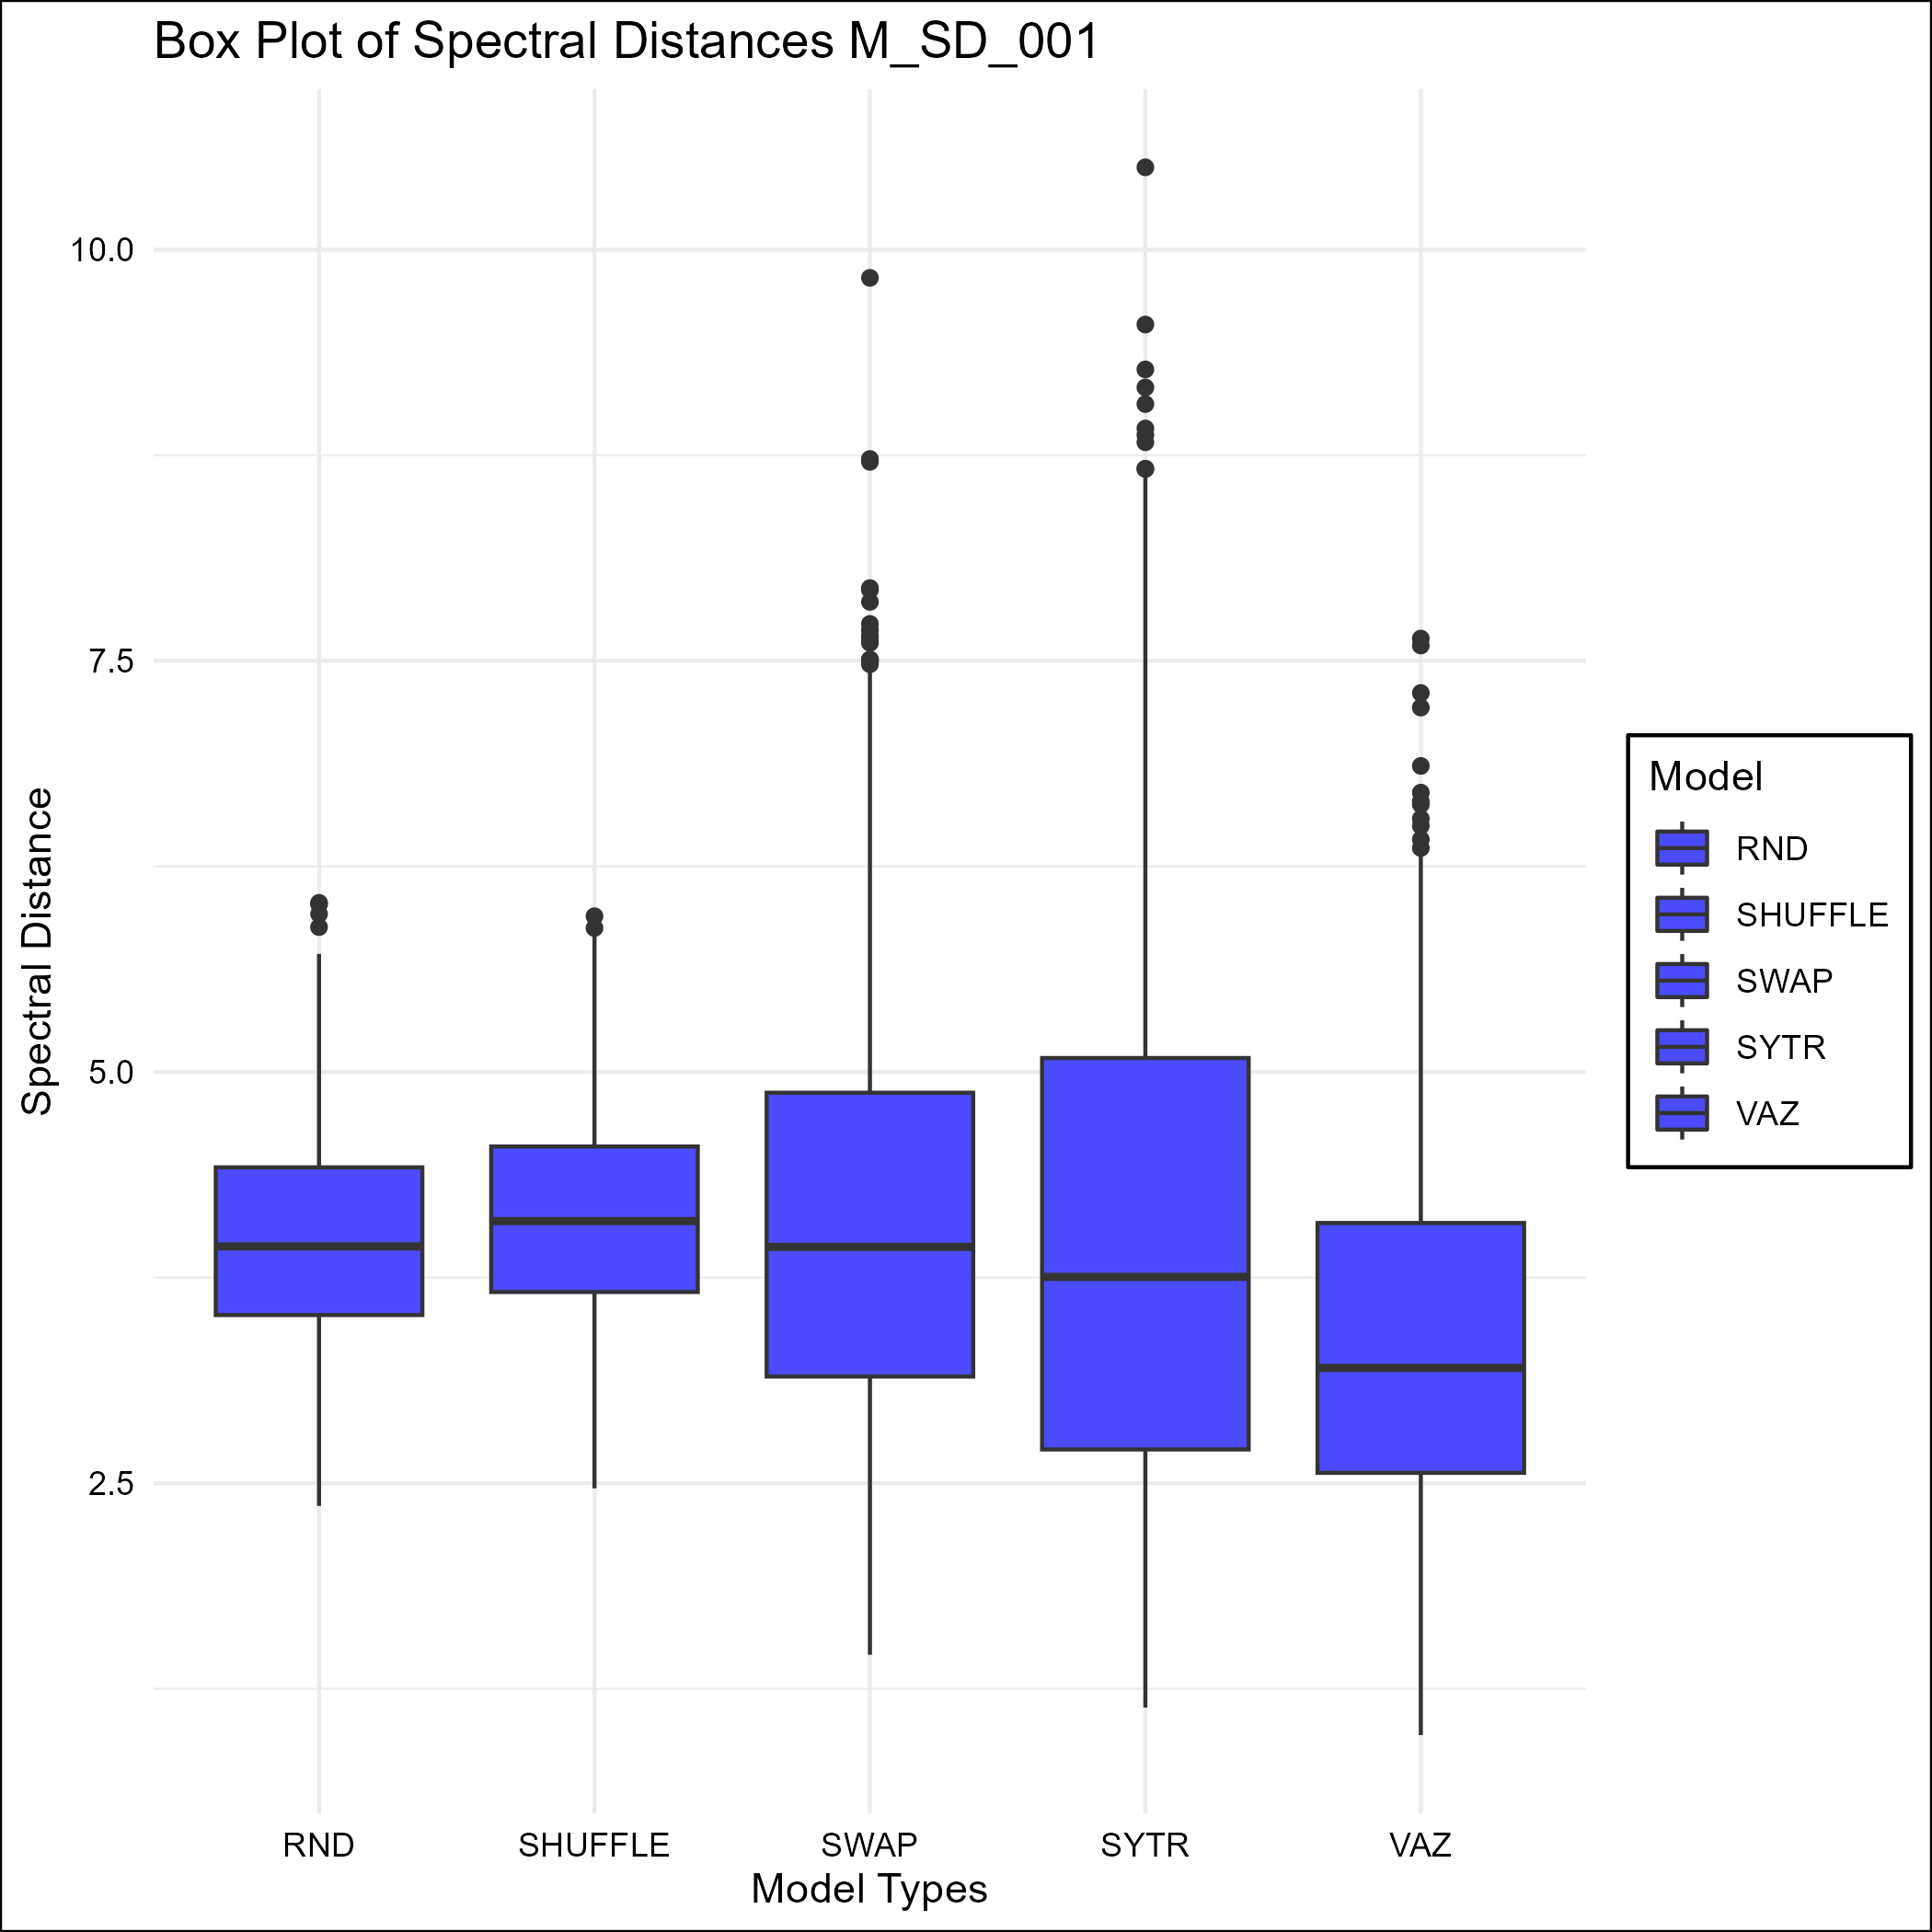 Box Plot of Spectral Distances M_SD_001
10.0
7.5
5.0
2.5
Spectral Distance
RND
SHUFFLE
SWAP
SYTR
VAZ
Model Types
Model
RND
SHUFFLE
SWAP
SYTR
VAZ